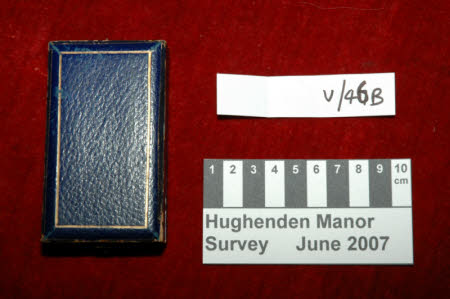 V/46B
1 2 3 4 5 6 7 8 9 10
cm
Hughenden Manor
Survey June 2007